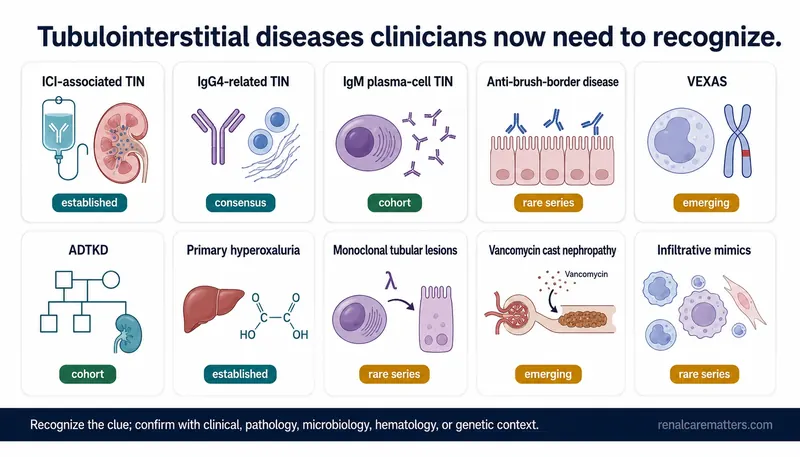 Tubulointerstitial diseases clinicians now need to recognize.
ICI-associated TIN
established
IgG4-related TIN
consensus
IgM plasma-cell TIN
cohort
Anti-brush-border disease
rare series
VEXAS
emerging
ADTKD
cohort
Primary hyperoxaluria
O O
C C
HO OH
established
Monoclonal tubular lesions
λ
rare series
Vancomycin cast nephropathy
Vancomycin
emerging
Infiltrative mimics
rare series
Recognize the clue; confirm with clinical, pathology, microbiology, hematology, or genetic context.
renalcarematters.com